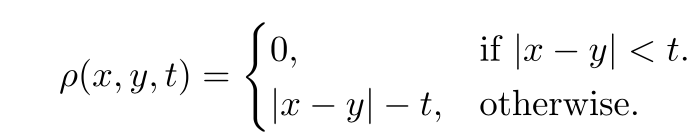 ρ(x, y, t) = { 0, if |x − y| < t.
|x − y| − t, otherwise.